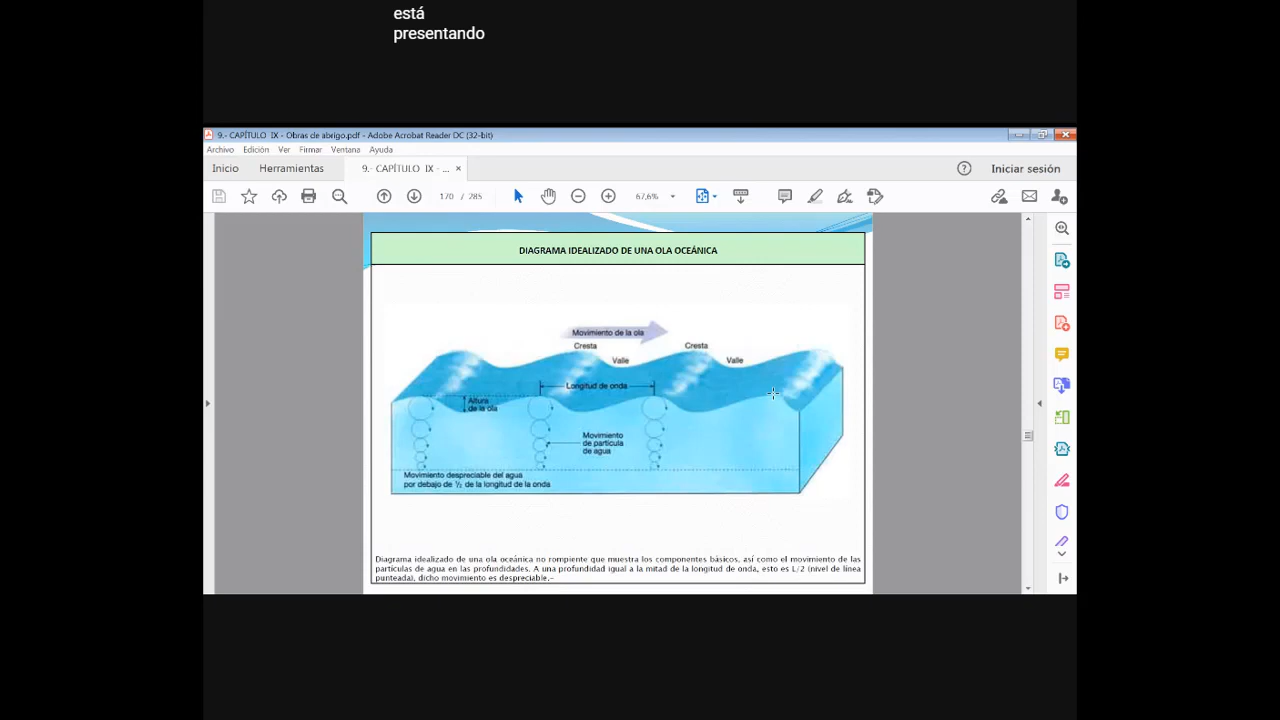 está
presentando
9.- CAPÍTULO IX - Obras de abrigo.pdf - Adobe Acrobat Reader DC (32-bit)
Archivo Edición Ver Firmar Ventana Ayuda
Inicio Herramientas 9.- CAPÍTULO IX - ... × Iniciar sesión
170 / 285 67,6%
DIAGRAMA IDEALIZADO DE UNA OLA OCEÁNICA
Movimiento de la ola
Cresta Cresta
Valle Valle
Longitud de onda
Altura
de la ola
Movimiento
de partícula
de agua
Movimiento despreciable del agua
por debajo de ½ de la longitud de la onda
Diagrama idealizado de una ola oceánica no rompiente que muestra los componentes básicos, así como el movimiento de las
partículas de agua en las profundidades. A una profundidad igual a la mitad de la longitud de onda, esto es L/2 (nivel de línea
punteada), dicho movimiento es despreciable.-